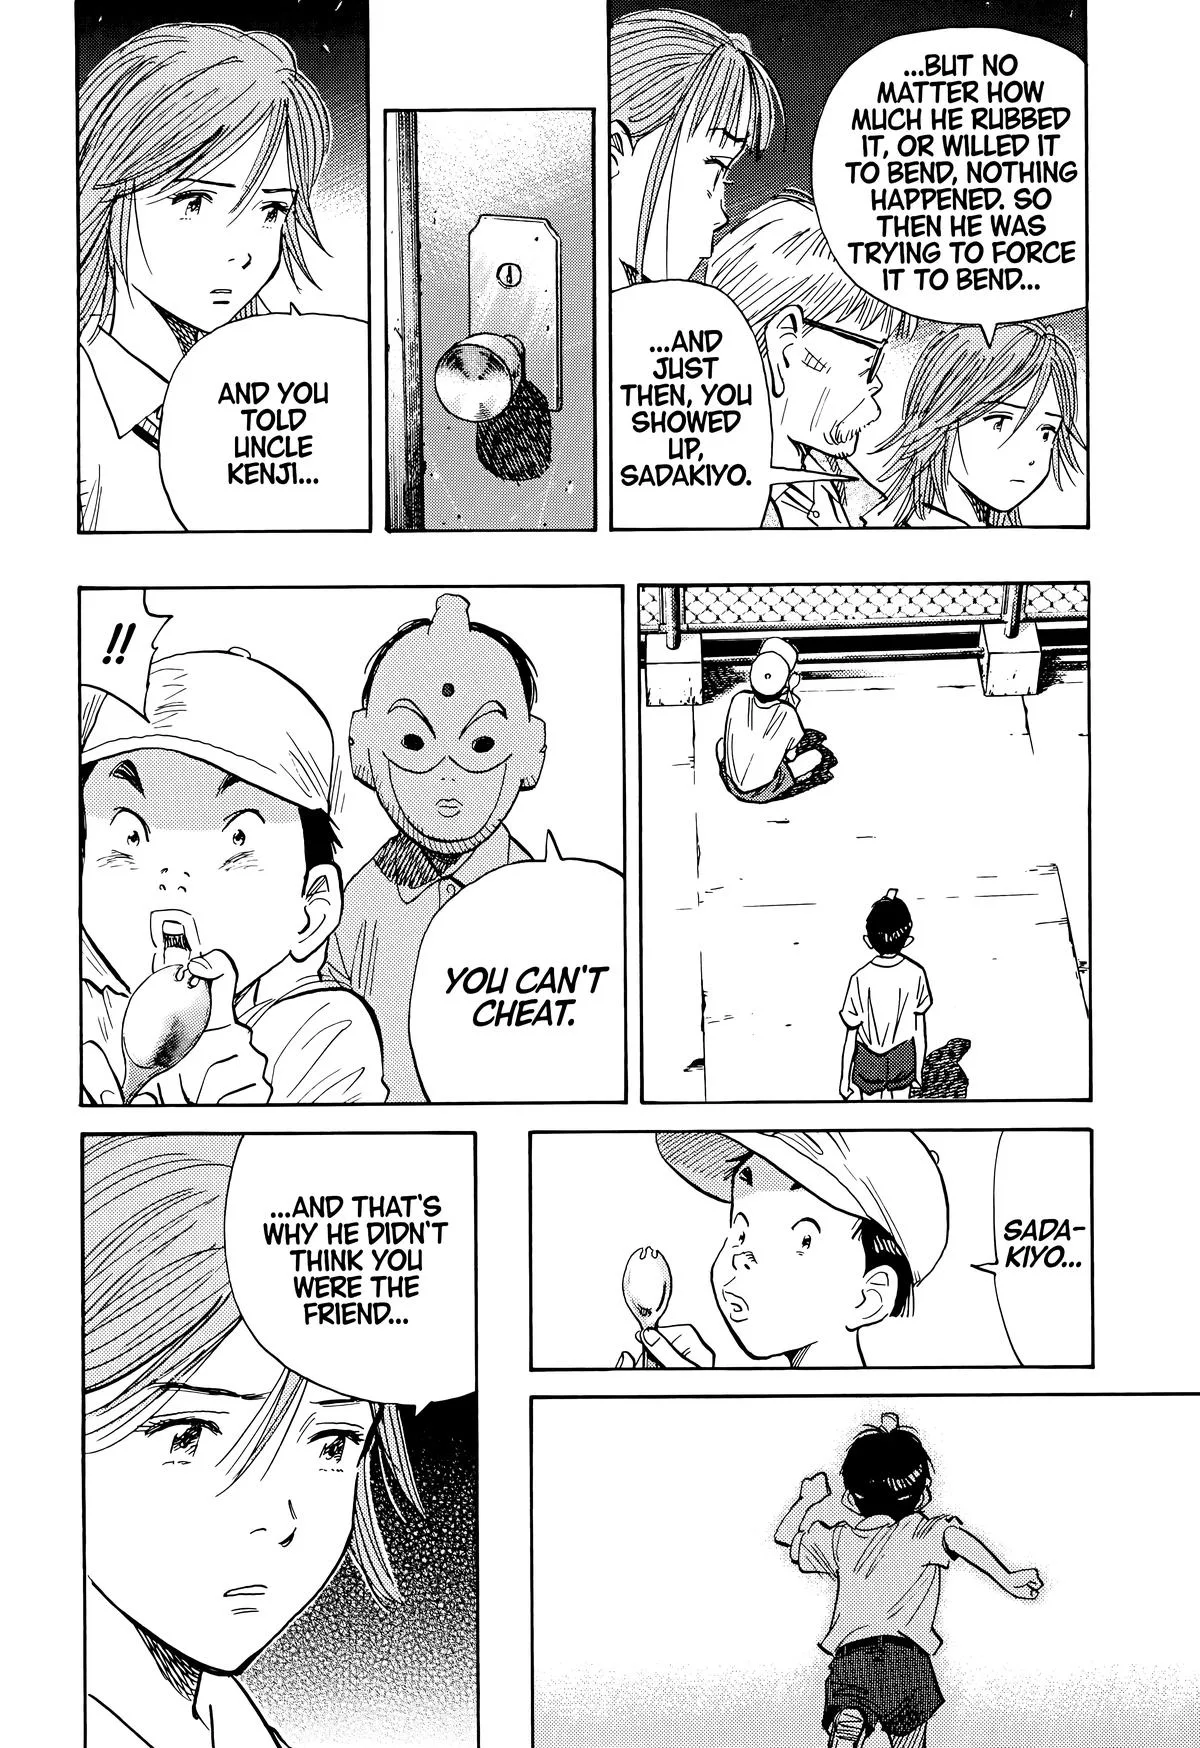 ...BUT NO
MATTER HOW
MUCH HE RUBBED
IT, OR WILLED IT
TO BEND, NOTHING
HAPPENED. SO
THEN HE WAS
TRYING TO FORCE
IT TO BEND...
...AND
JUST
THEN, YOU
SHOWED
UP,
SADAKIYO.
AND YOU
TOLD
UNCLE
KENJI...
YOU CAN'T
CHEAT.
!!
SADA-
KIYO...
...AND THAT'S
WHY HE DIDN'T
THINK YOU
WERE THE
FRIEND...